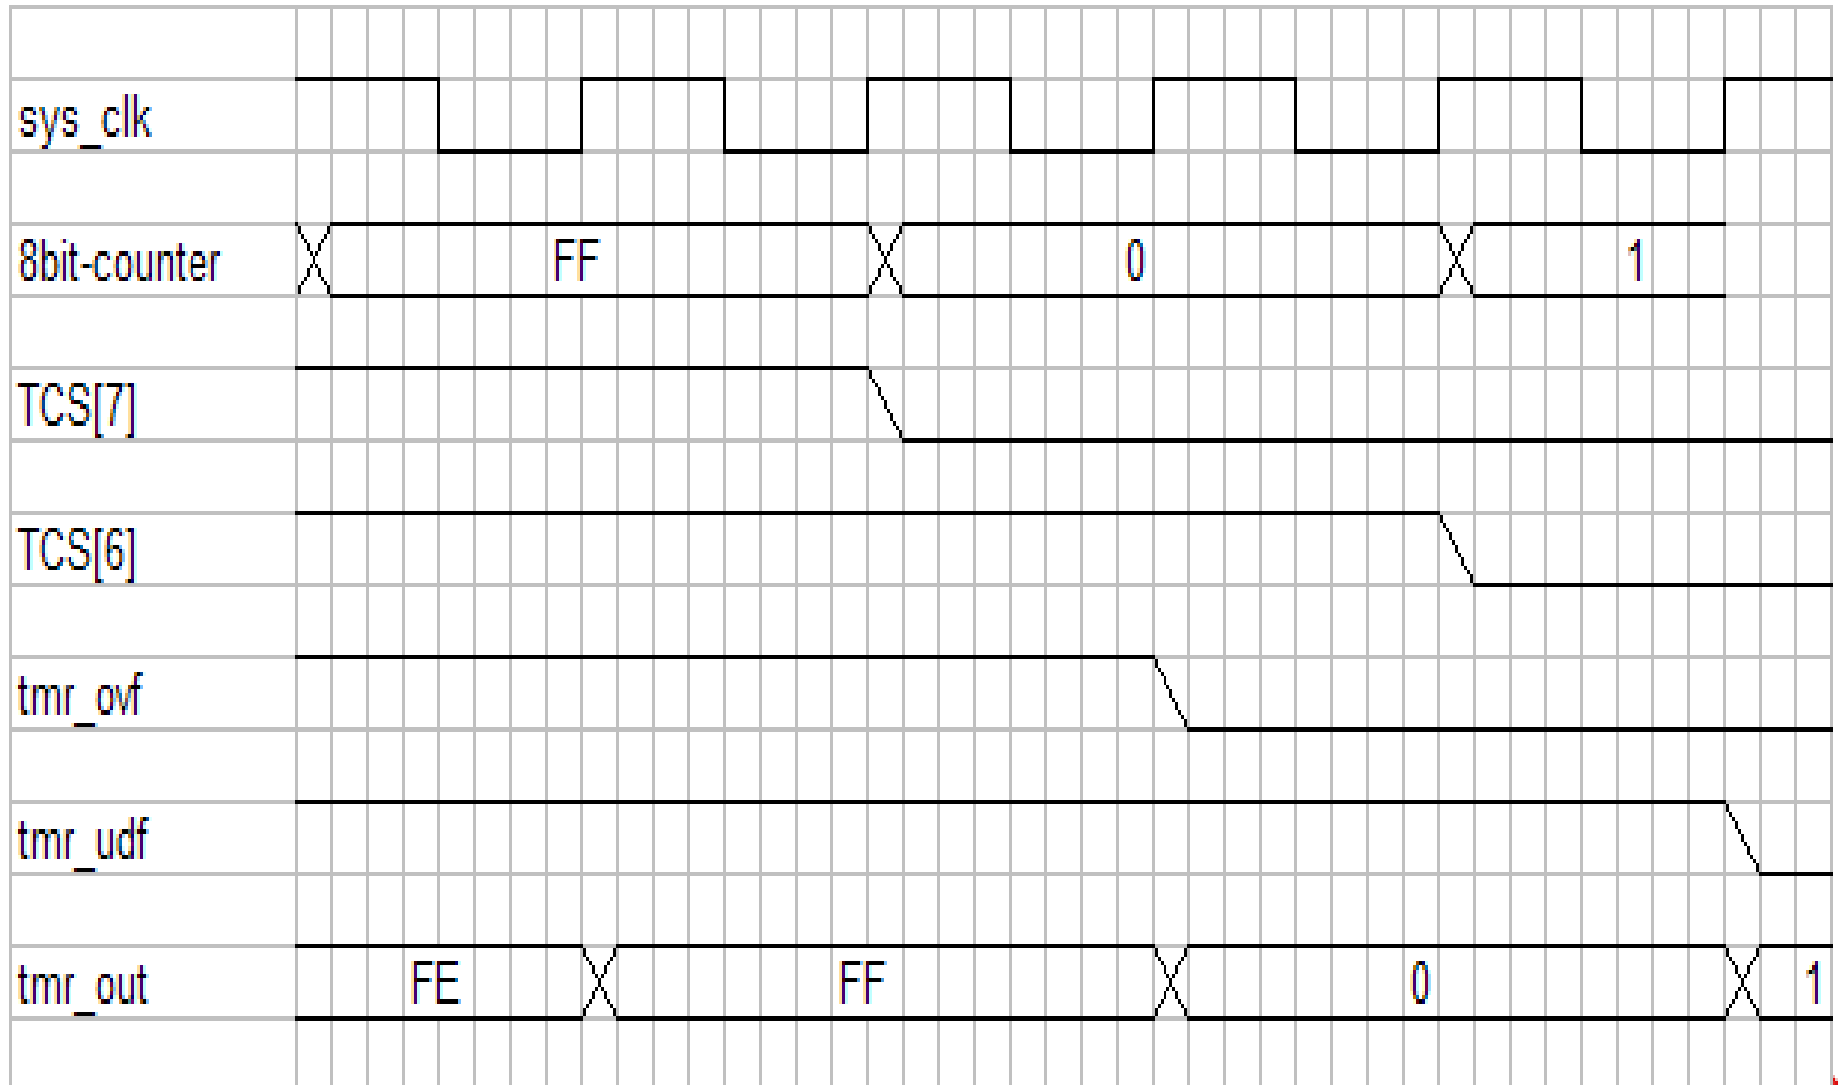 sys_clk
8bit-counter FF 0 1
TCS[7]
TCS[6]
tmr_ovf
tmr_udf
tmr_out FE FF 0 1